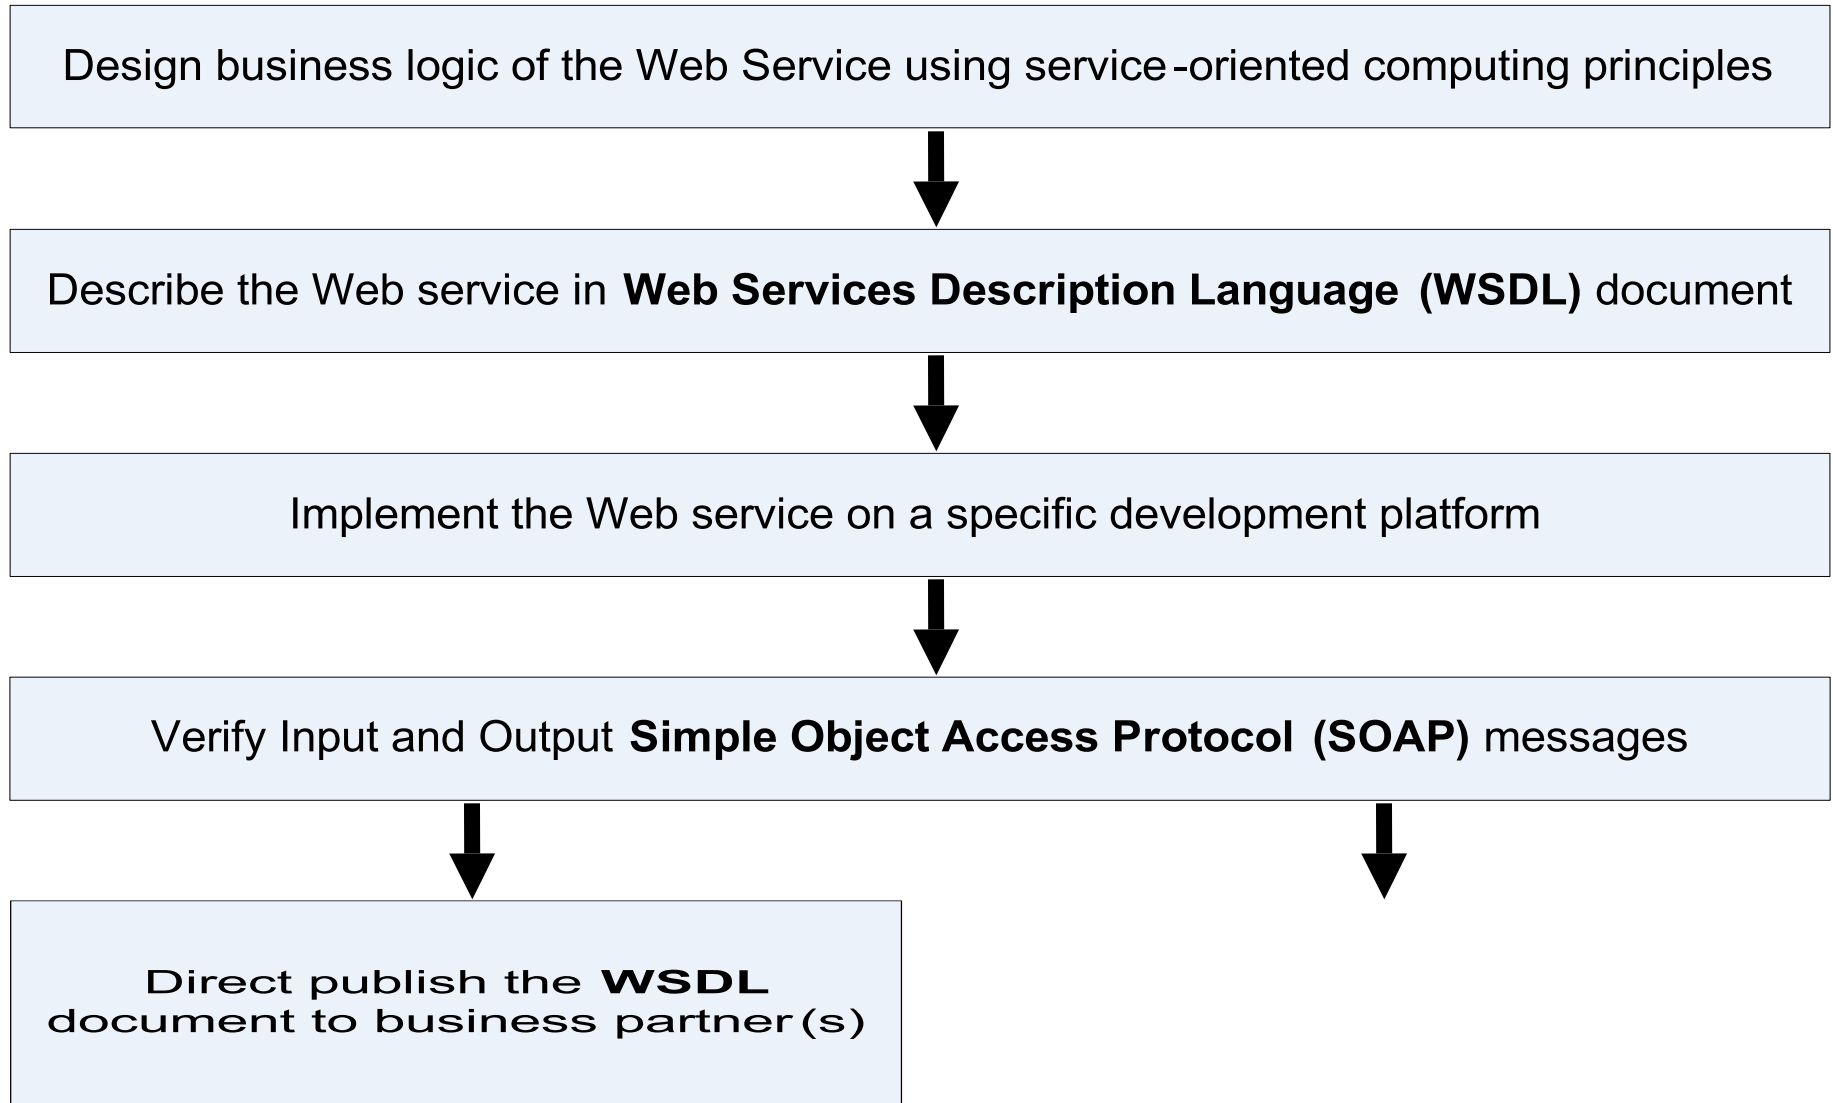 Design business logic of the Web Service using service-oriented computing principles
Describe the Web service in Web Services Description Language (WSDL) document
Implement the Web service on a specific development platform
Verify Input and Output Simple Object Access Protocol (SOAP) messages
Direct publish the WSDL
document to business partner(s)